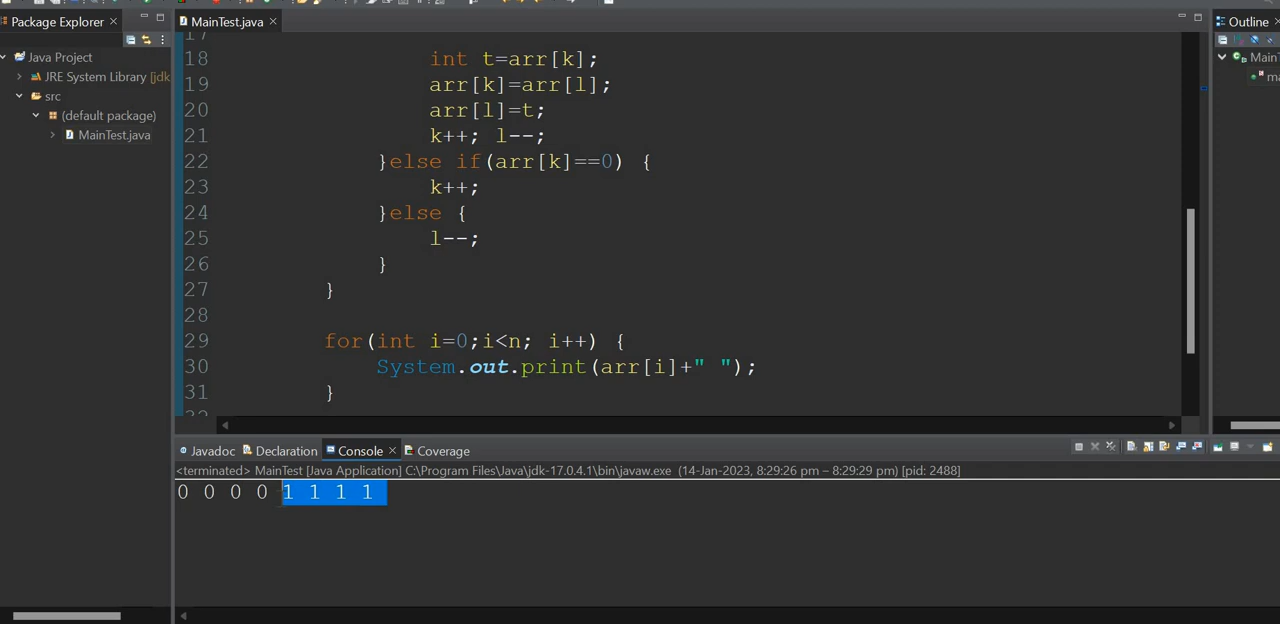 Package Explorer
MainTest.java
Outline
Java Project
JRE System Library [jdk
src
(default package)
MainTest.java
17
18 int t=arr[k];
19 arr[k]=arr[l];
20 arr[l]=t;
21 k++; l--;
22 }else if(arr[k]==0) {
23 k++;
24 }else {
25 l--;
26 }
27 }
28
29 for(int i=0;i<n; i++) {
30 System.out.print(arr[i]+" ");
31 }
32
MainT
ma
Javadoc Declaration Console Coverage
<terminated> MainTest [Java Application] C:\Program Files\Java\jdk-17.0.4.1\bin\javaw.exe (14-Jan-2023, 8:29:26 pm – 8:29:29 pm) [pid: 2488]
0 0 0 0 1 1 1 1